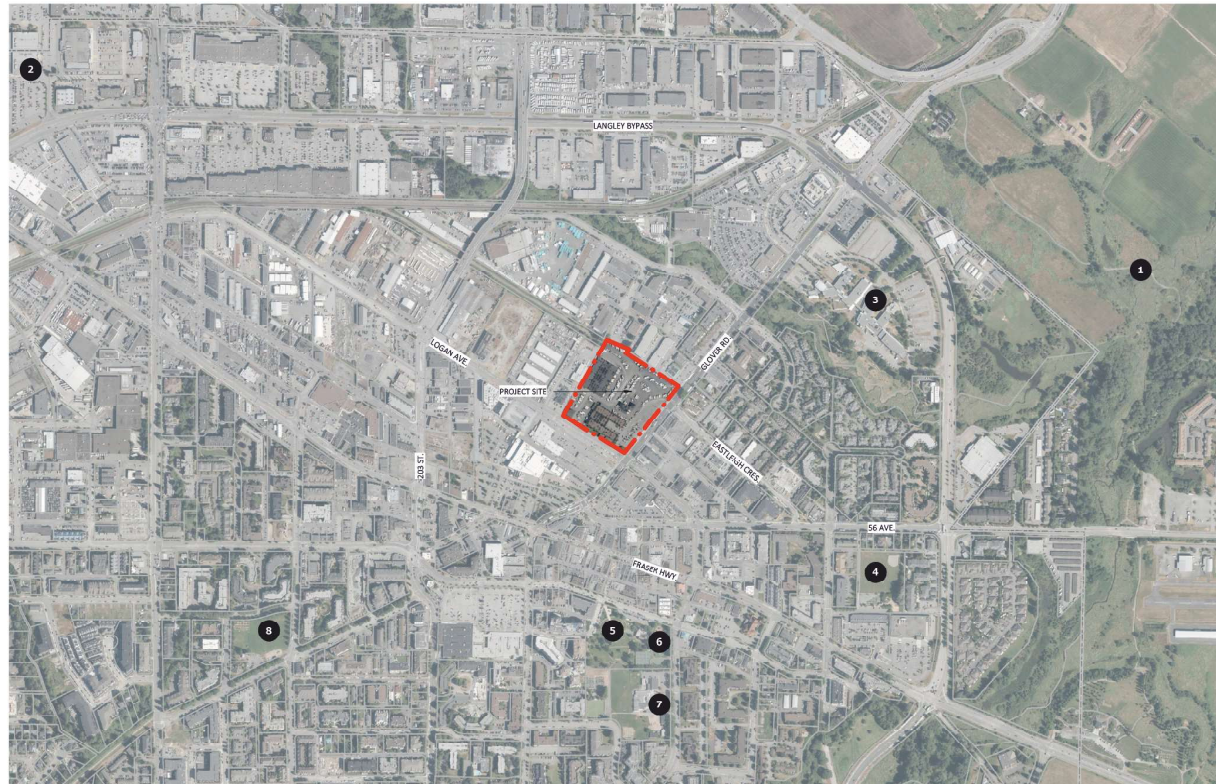 2
LANGLEY BYPASS
1
3
LOGAN AVE.
GLOVER RD.
PROJECT SITE
EASTLEIGH CRES.
203 ST.
56 AVE.
FRASER HWY
4
8
5
6
7